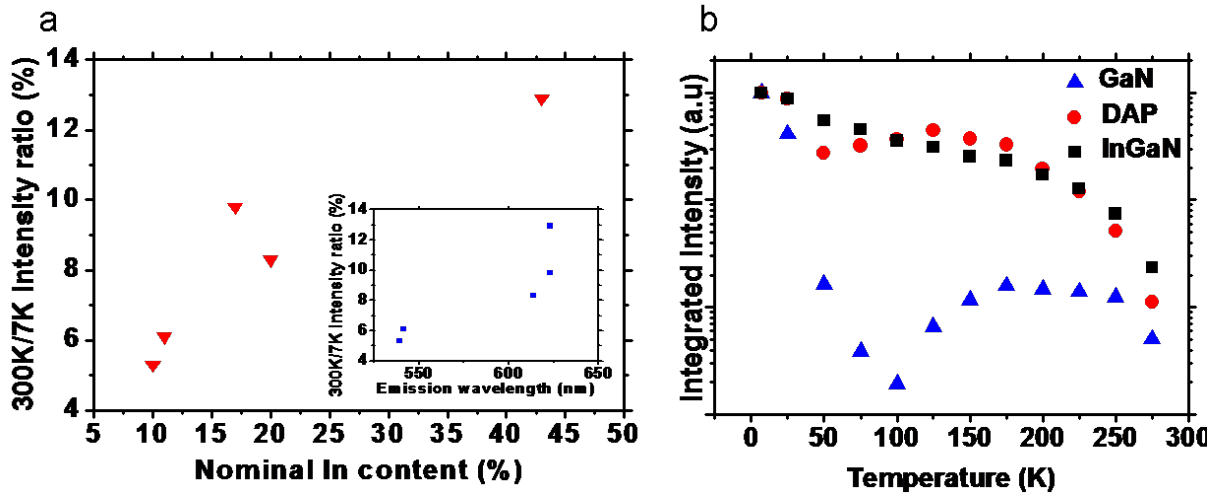 a
300K/7K Intensity ratio (%)
14
12
10
8
6
4
5 10 15 20 25 30 35 40 45 50
Nominal In content (%)
300K/7K Intensity ratio (%)
14
13
12
10
8
6
4
550 600 650
Emission wavelength (nm)
b
Integrated Intensity (a.u)
GaN
DAP
InGaN
0 50 100 150 200 250 300
Temperature (K)